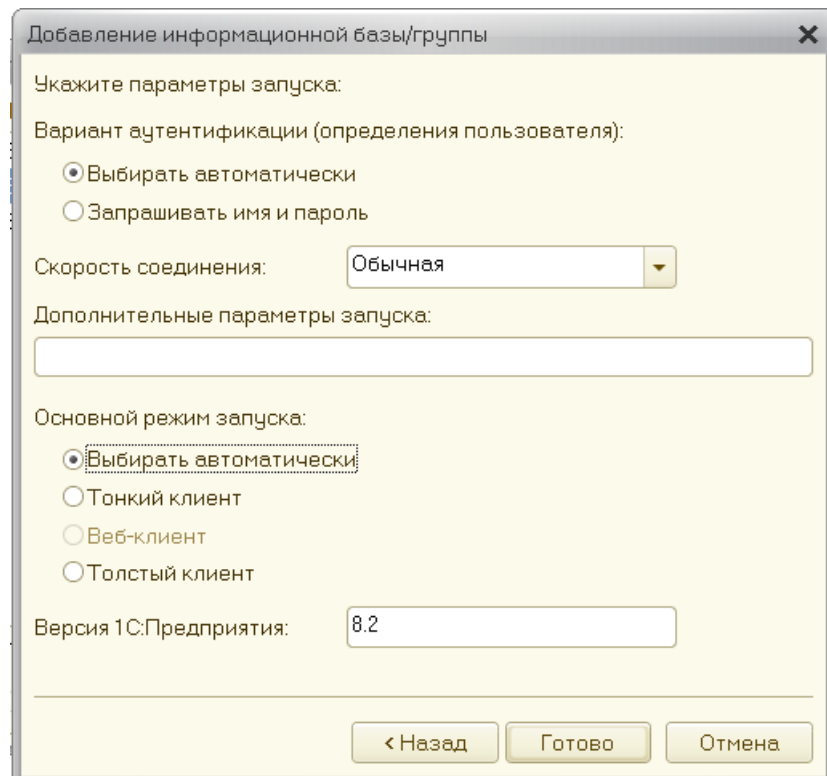 Добавление информационной базы/группы
Укажите параметры запуска:
Вариант аутентификации (определения пользователя):
Выбирать автоматически
Запрашивать имя и пароль
Скорость соединения: Обычная
Дополнительные параметры запуска:
Основной режим запуска:
Выбирать автоматически
Тонкий клиент
Веб-клиент
Толстый клиент
Версия 1С:Предприятия: 8.2
< Назад Готово Отмена